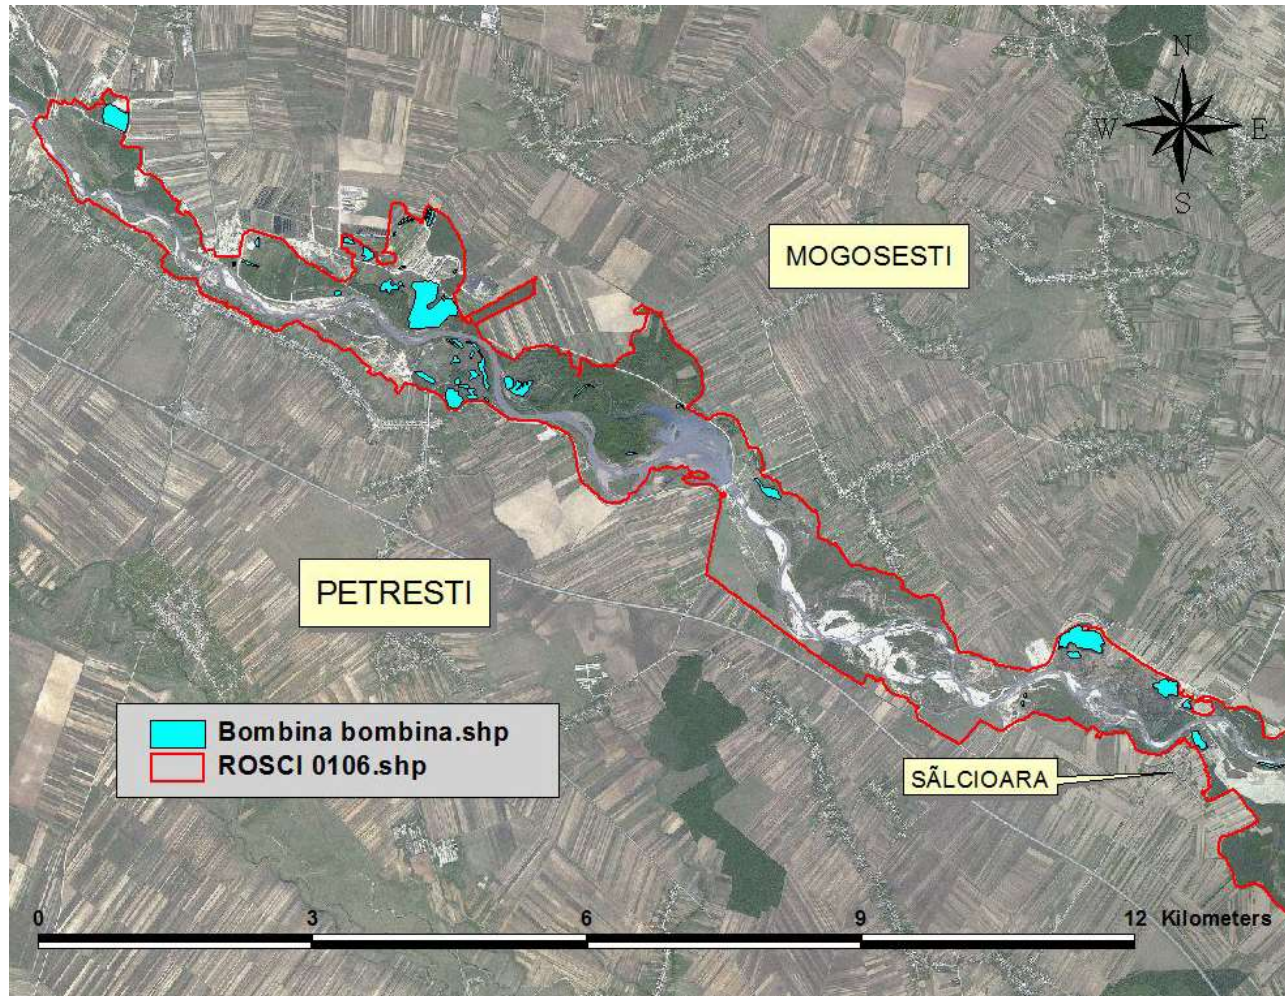 N
W E
S
MOGOSESTI
PETRESTI
Bombina bombina.shp
ROSCI 0106.shp
SÃLCIOARA
0 3 6 9 12 Kilometers